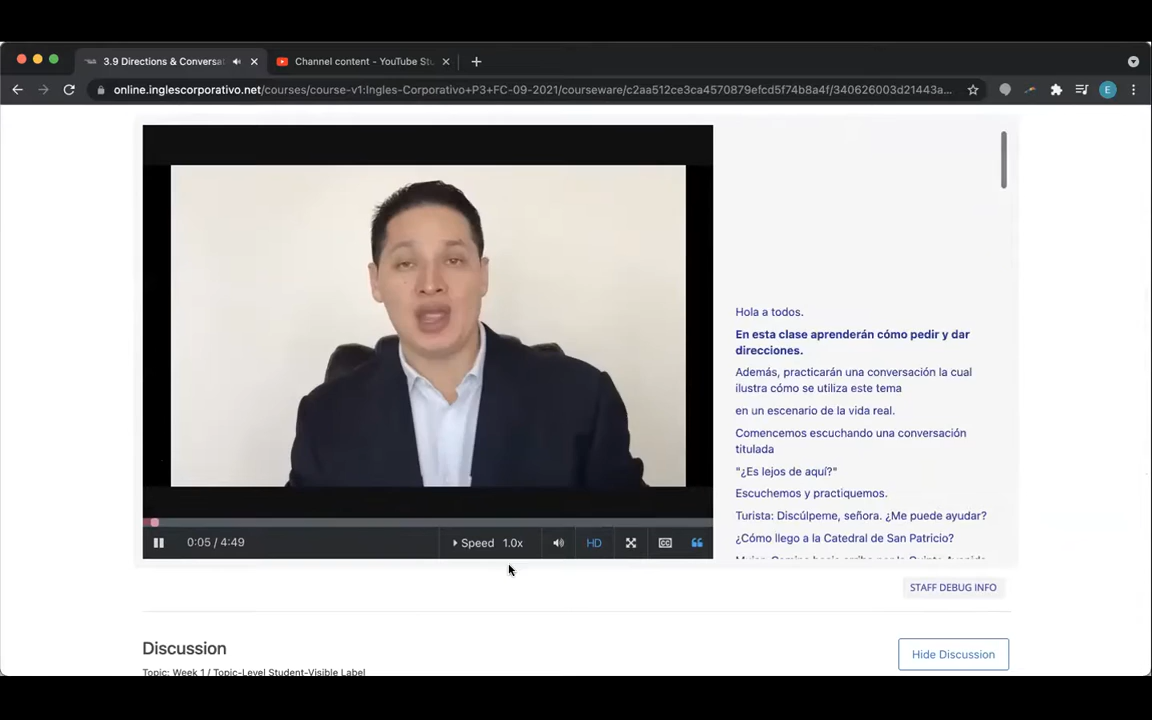 3.9 Directions & Conversat
Channel content - YouTube Stu
online.inglescorporativo.net/courses/course-v1:Ingles-Corporativo+P3+FC-09-2021/courseware/c2aa512ce3ca4570879efcd5f74b8a4f/340626003d21443a...
E
Hola a todos.
En esta clase aprenderán cómo pedir y dar
direcciones.
Además, practicarán una conversación la cual
ilustra cómo se utiliza este tema
en un escenario de la vida real.
Comencemos escuchando una conversación
titulada
"¿Es lejos de aquí?"
Escuchemos y practiquemos.
Turista: Discúlpeme, señora. ¿Me puede ayudar?
¿Cómo llego a la Catedral de San Patricio?
0:05 / 4:49
Speed 1.0x
HD
STAFF DEBUG INFO
Discussion
Hide Discussion
Topic: Week 1 / Topic-Level Student-Visible Label